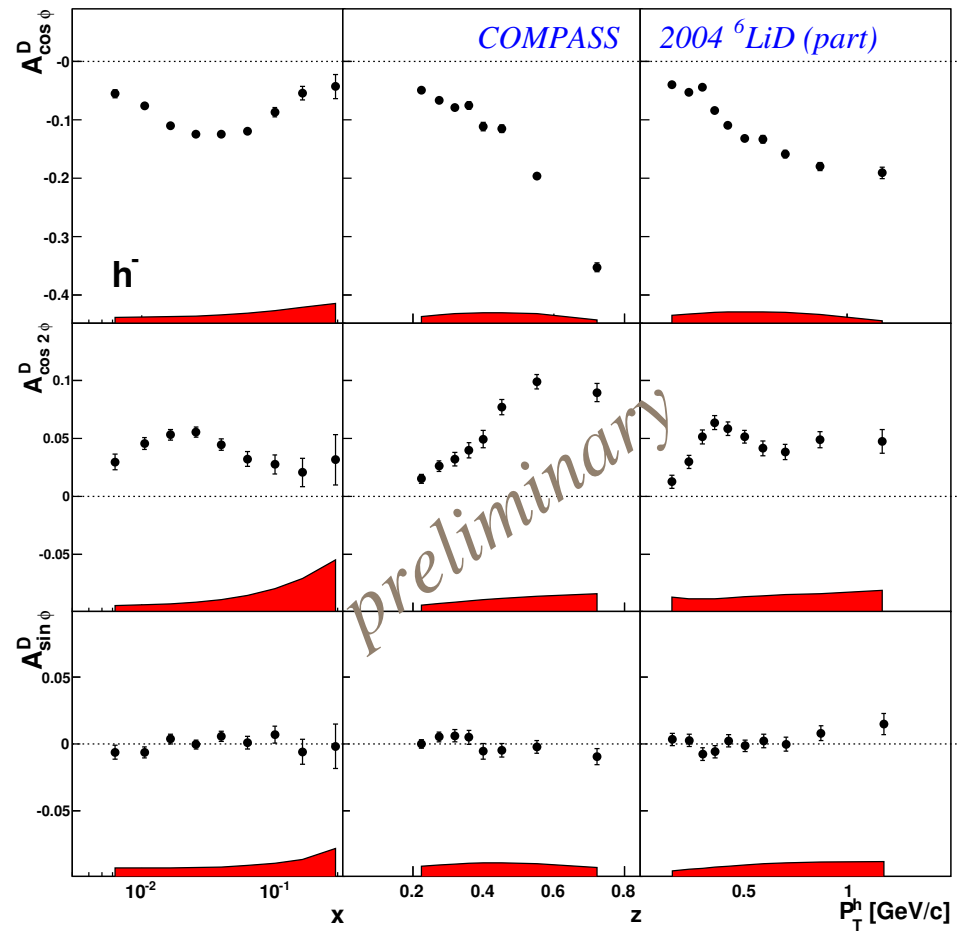 COMPASS 2004 ⁶LiD (part)
A^D_cos ϕ
-0
-0.1
-0.2
-0.3
-0.4
h⁻
A^D_cos 2 ϕ
0.1
0.05
0
-0.05
preliminary
A^D_sin ϕ
0.05
0
-0.05
10⁻² 10⁻¹ 0.2 0.4 0.6 0.8 0.5 1
x z P^h_T [GeV/c]